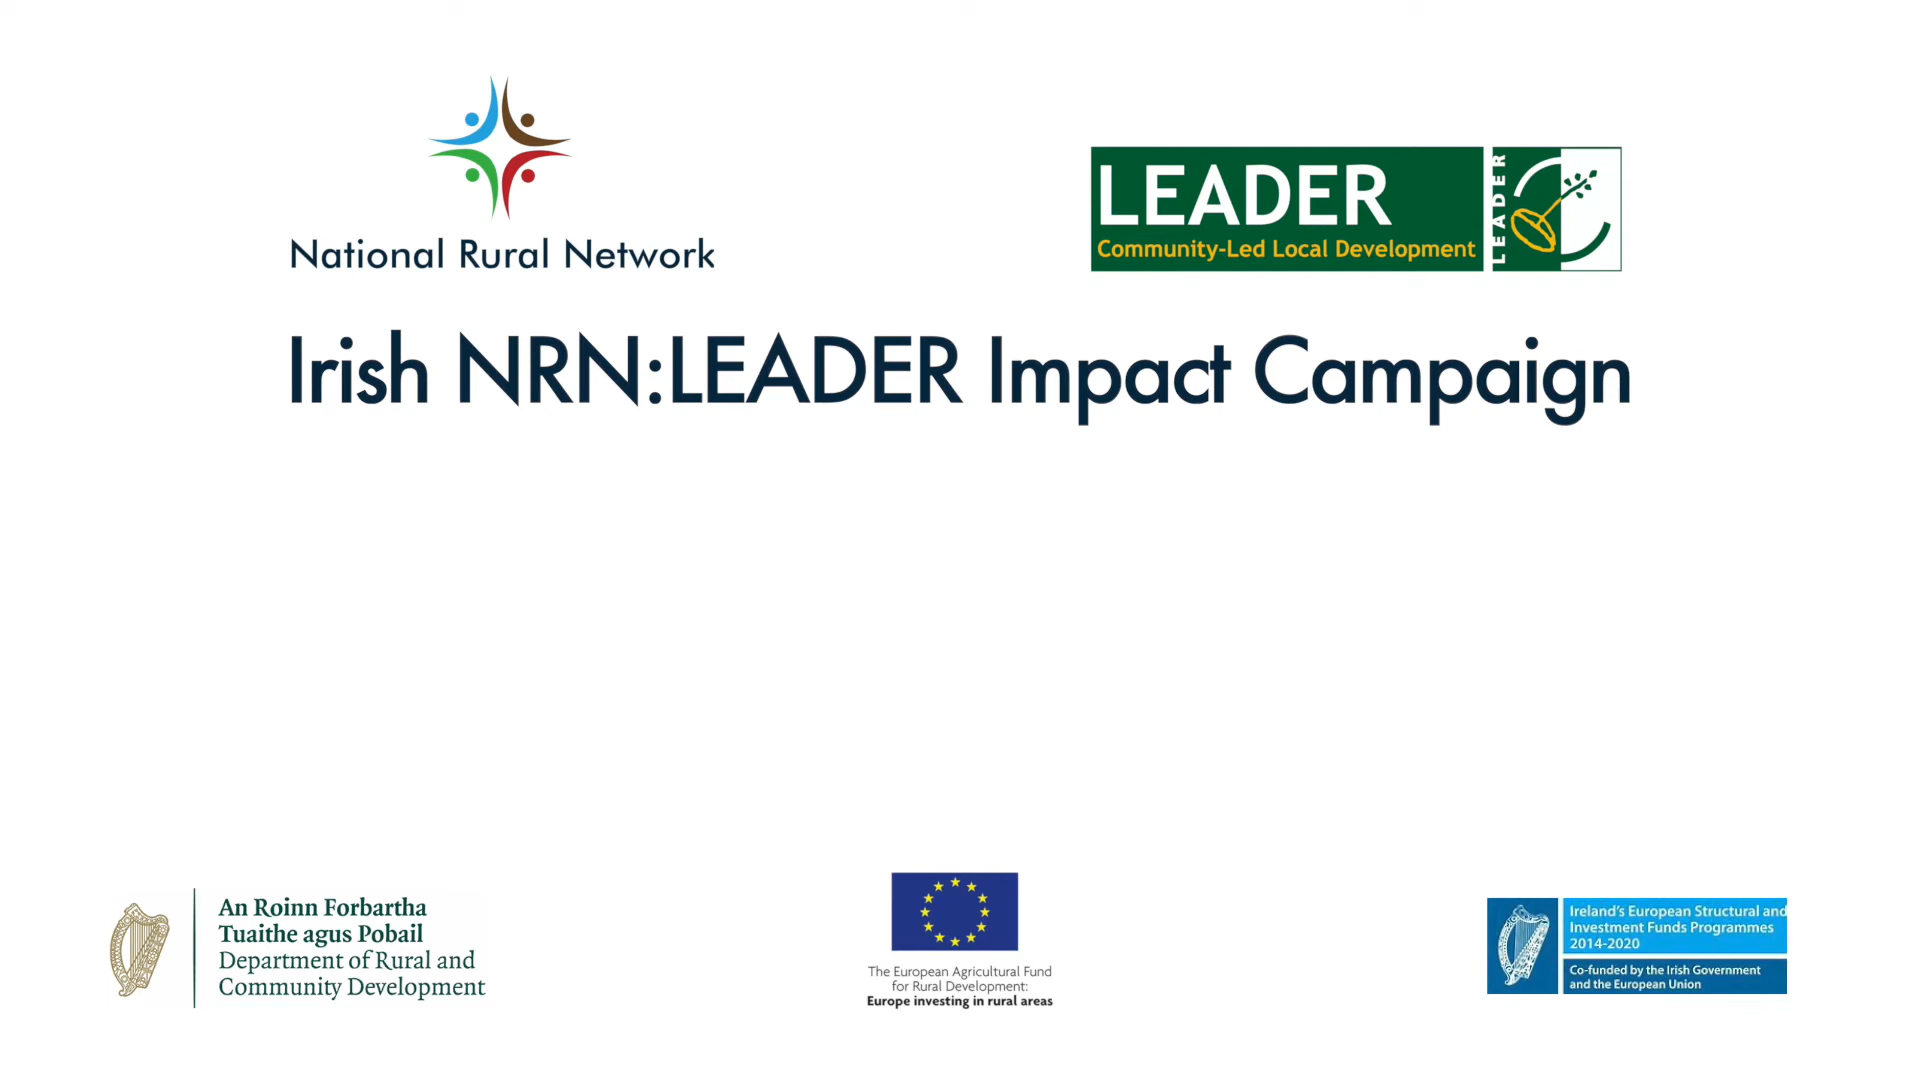 National Rural Network
LEADER
Community-Led Local Development
LEADER
Irish NRN:LEADER Impact Campaign
An Roinn Forbartha
Tuaithe agus Pobail
Department of Rural and
Community Development
The European Agricultural Fund
for Rural Development:
Europe investing in rural areas
Ireland's European Structural and
Investment Funds Programmes
2014-2020
Co-funded by the Irish Government
and the European Union